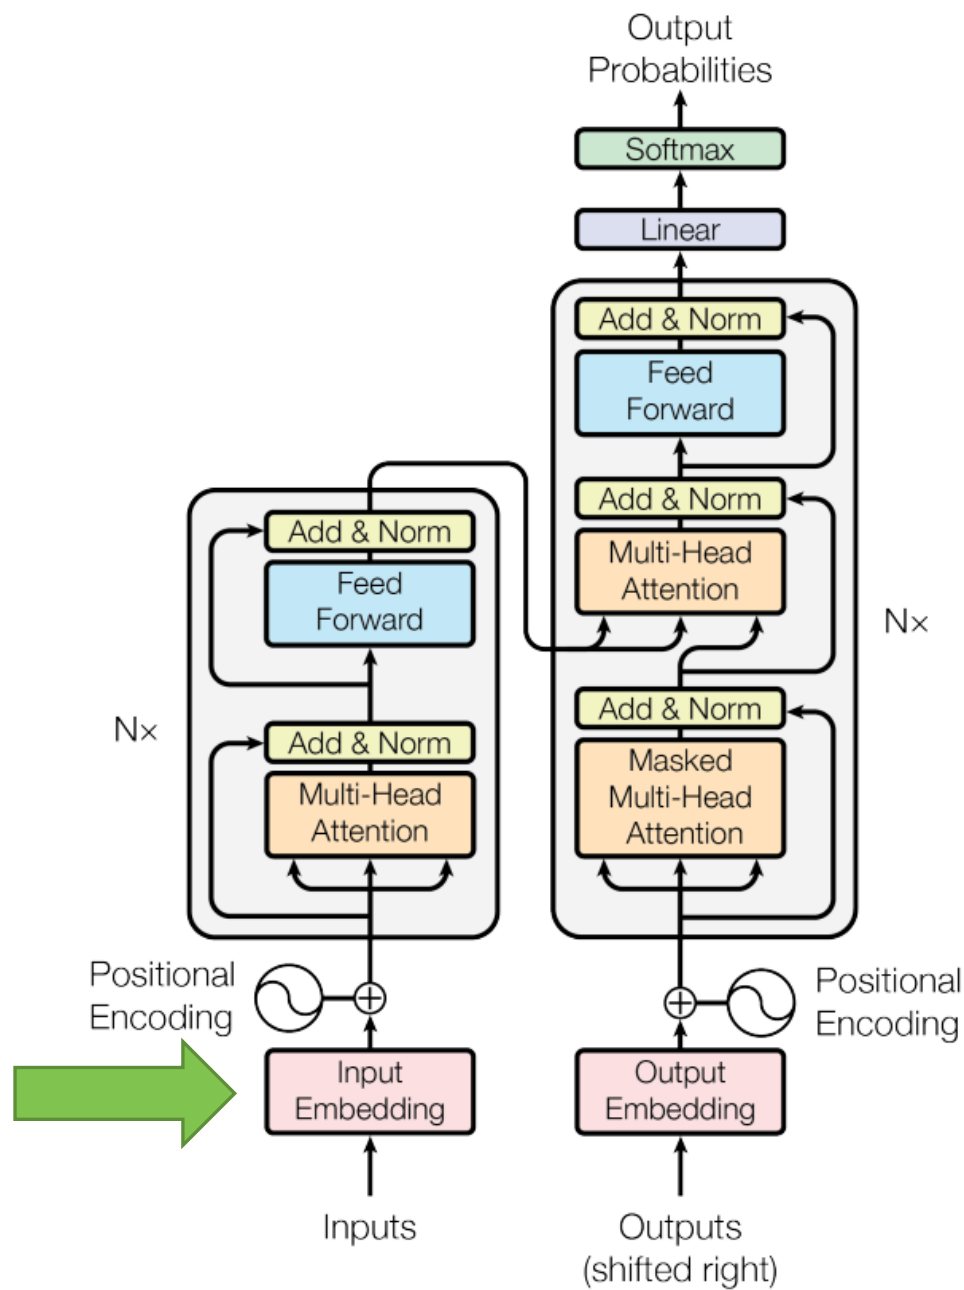 Output
Probabilities
Softmax
Linear
Add & Norm
Feed
Forward
Add & Norm
Multi-Head
Attention
Add & Norm
Masked
Multi-Head
Attention
Nx
Add & Norm
Feed
Forward
Add & Norm
Multi-Head
Attention
Nx
Positional
Encoding
Positional
Encoding
Input
Embedding
Output
Embedding
Inputs
Outputs
(shifted right)